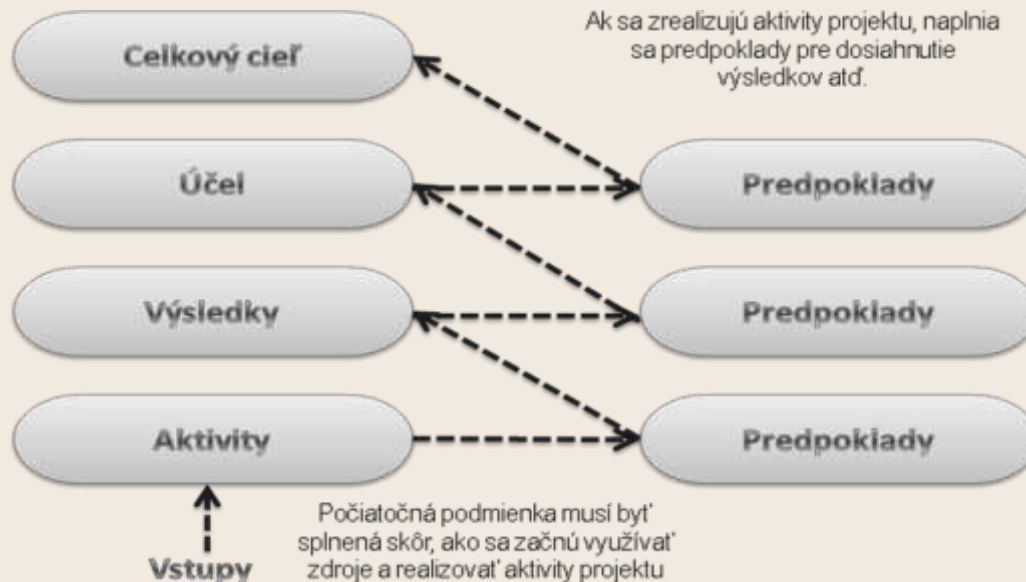 Celkový cieľ
Ak sa zrealizujú aktivity projektu, naplnia
sa predpoklady pre dosiahnutie
výsledkov atď.
Účel
Predpoklady
Výsledky
Predpoklady
Aktivity
Predpoklady
Vstupy
Počiatočná podmienka musí byť
splnená skôr, ako sa začnú využívať
zdroje a realizovať aktivity projektu